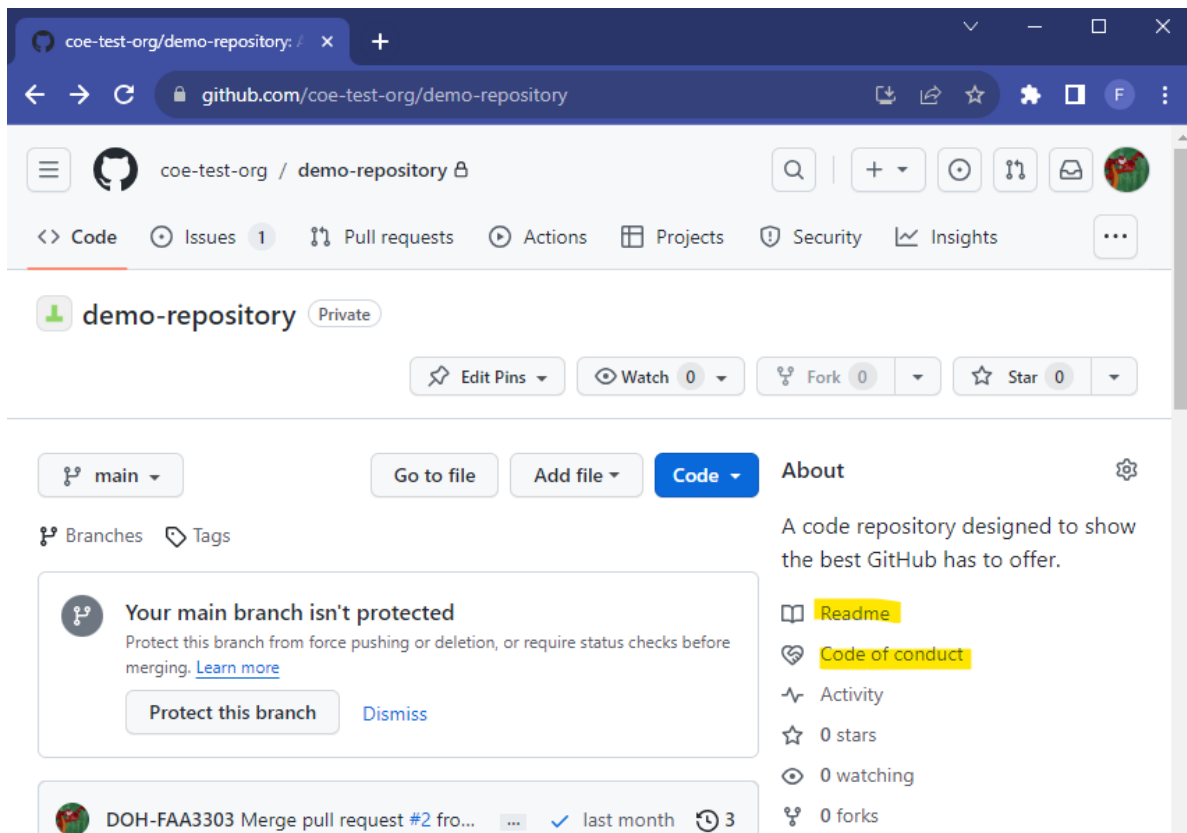 coe-test-org/demo-repository: A
github.com/coe-test-org/demo-repository
F
coe-test-org / demo-repository
Code
Issues 1
Pull requests
Actions
Projects
Security
Insights
demo-repository Private
Edit Pins
Watch 0
Fork 0
Star 0
main
Go to file
Add file
Code
Branches
Tags
Your main branch isn't protected
Protect this branch from force pushing or deletion, or require status checks before
merging. Learn more
Protect this branch
Dismiss
DOH-FAA3303 Merge pull request #2 fro... ... last month 3
About
A code repository designed to show
the best GitHub has to offer.
Readme
Code of conduct
Activity
0 stars
0 watching
0 forks